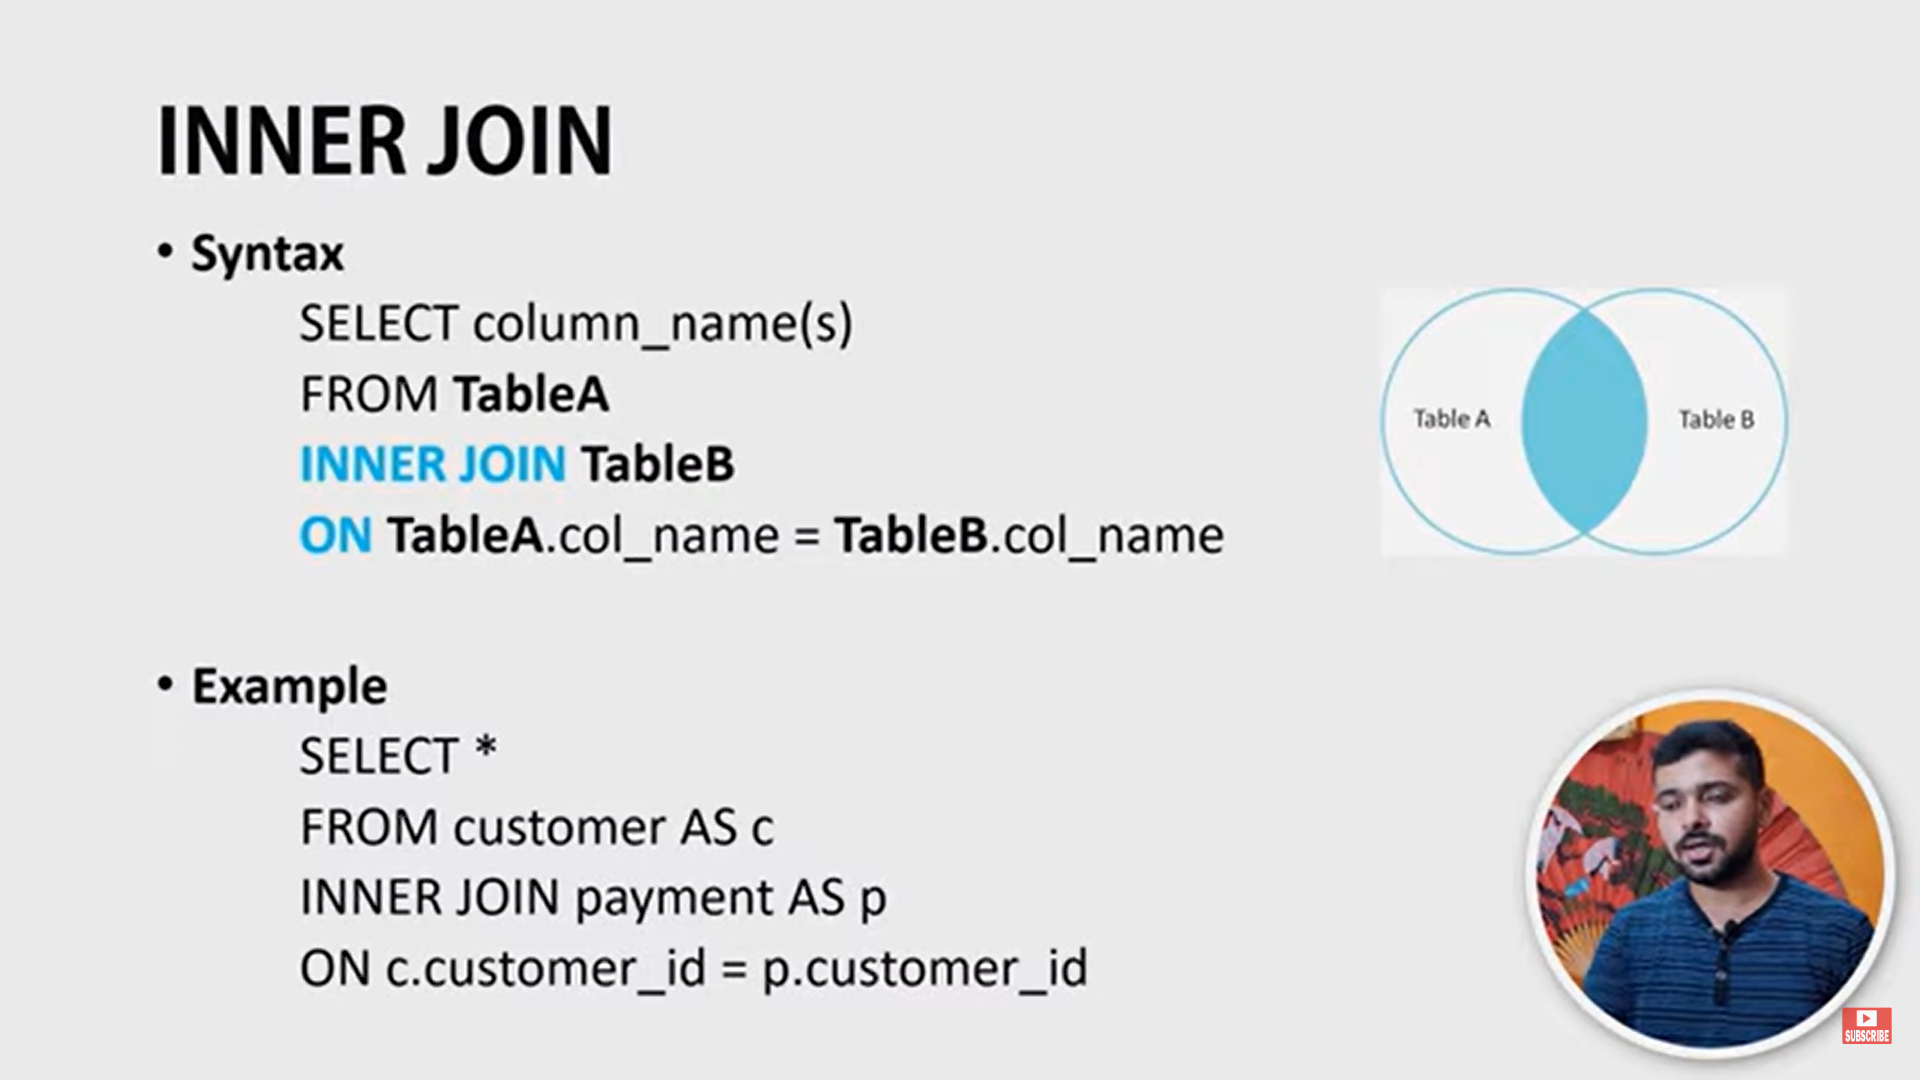 INNER JOIN
• Syntax
SELECT column_name(s)
FROM TableA
INNER JOIN TableB
ON TableA.col_name = TableB.col_name
Table A
Table B
• Example
SELECT *
FROM customer AS c
INNER JOIN payment AS p
ON c.customer_id = p.customer_id
SUBSCRIBE